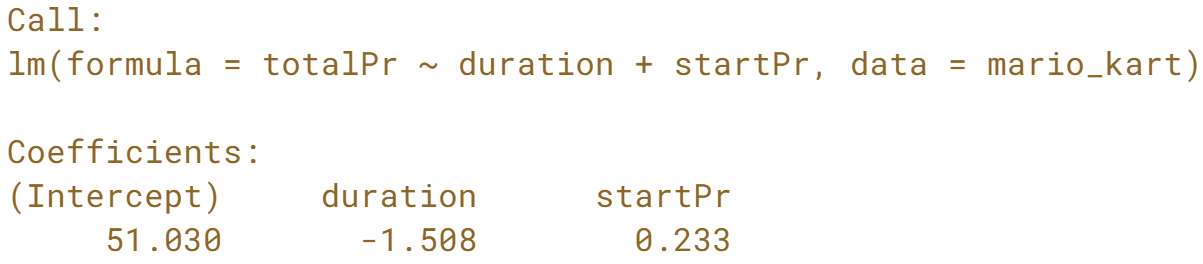 Call:
lm(formula = totalPr ~ duration + startPr, data = mario_kart)
Coefficients:
(Intercept) duration startPr
51.030 -1.508 0.233